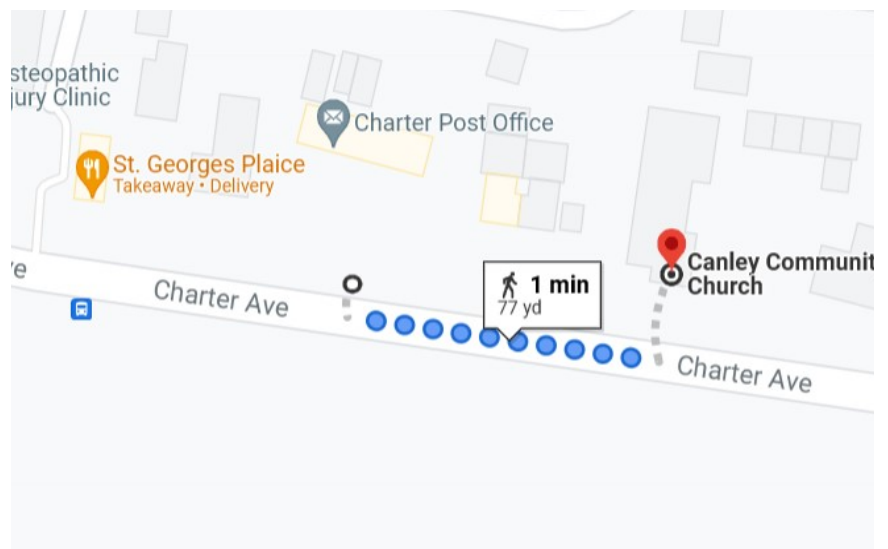 steopathic
jury Clinic
Charter Post Office
St. Georges Plaice
Takeaway • Delivery
Canley Communit
Church
1 min
77 yd
've
Charter Ave
Charter Ave